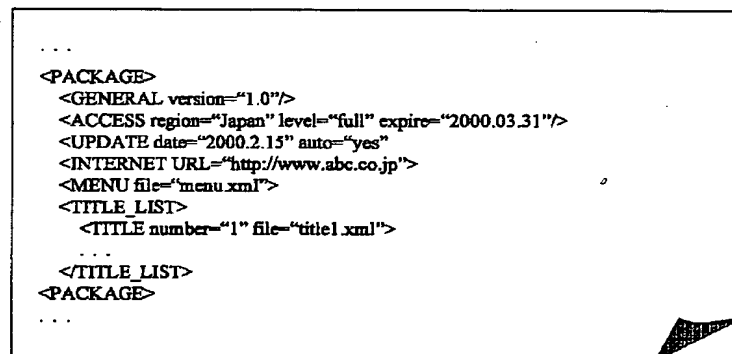 . . .
<PACKAGE>
<GENERAL version=“1.0”/>
<ACCESS region=“Japan” level=“full” expire=“2000.03.31”/>
<UPDATE date=“2000.2.15” auto=“yes”
<INTERNET URL=“http://www.abc.co.jp”>
<MENU file=“menu.xml”>
<TITLE_LIST>
<TITLE number=“1” file=“title1.xml”>
. . .
</TITLE_LIST>
<PACKAGE>
. . .